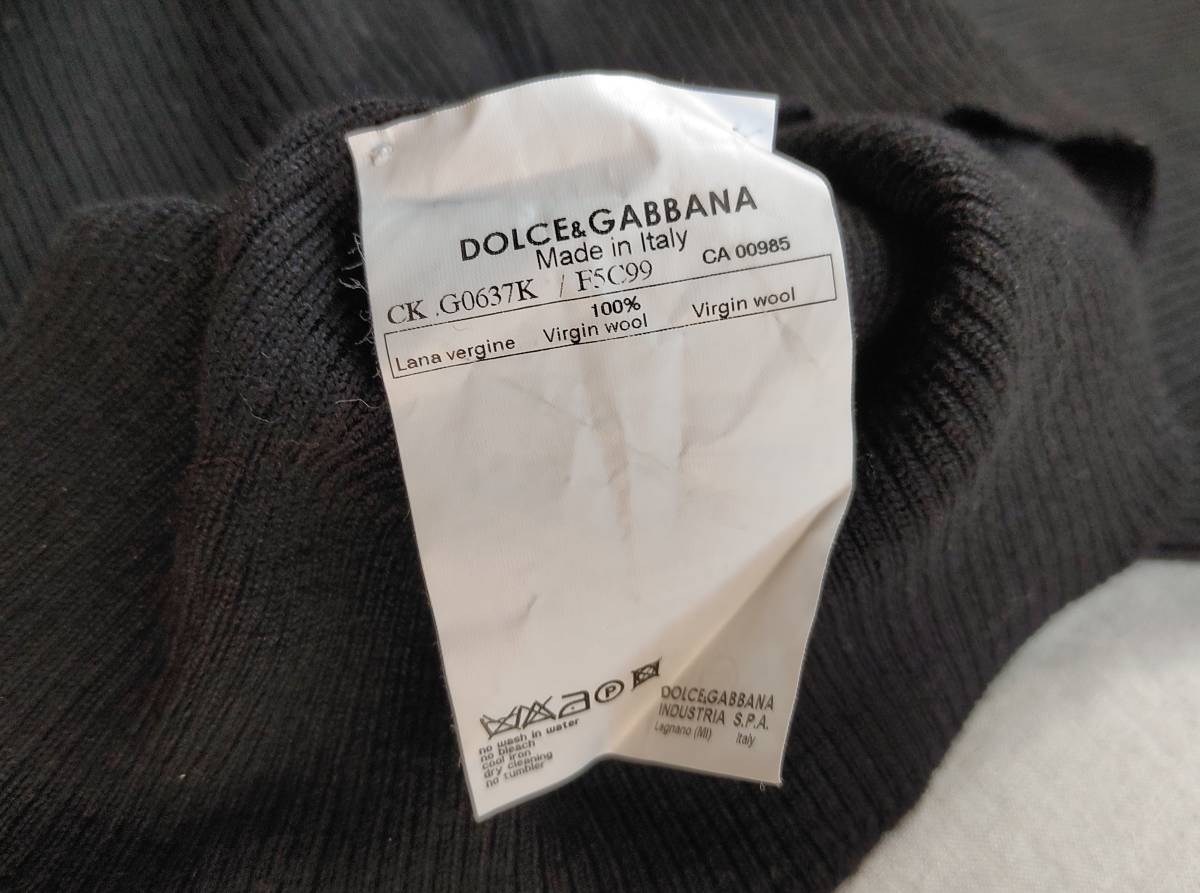 DOLCE&GABBANA
Made in Italy
CK .G0637K / F5C99 CA 00985
100%
Lana vergine Virgin wool Virgin wool
P
no wash in water
no bleach
cool iron
dry cleaning
no tumbler
DOLCE&GABBANA
INDUSTRIA S.P.A.
Legnano (MI) Italy